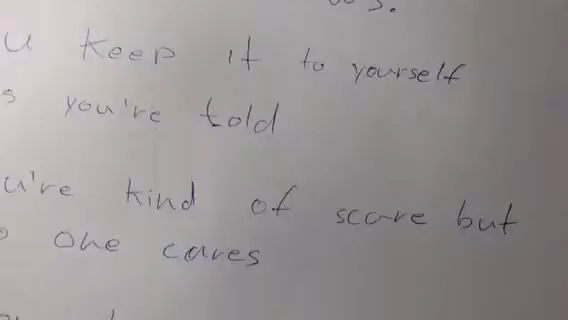 keep it to yourself
you're told
kind of scare but
one cares